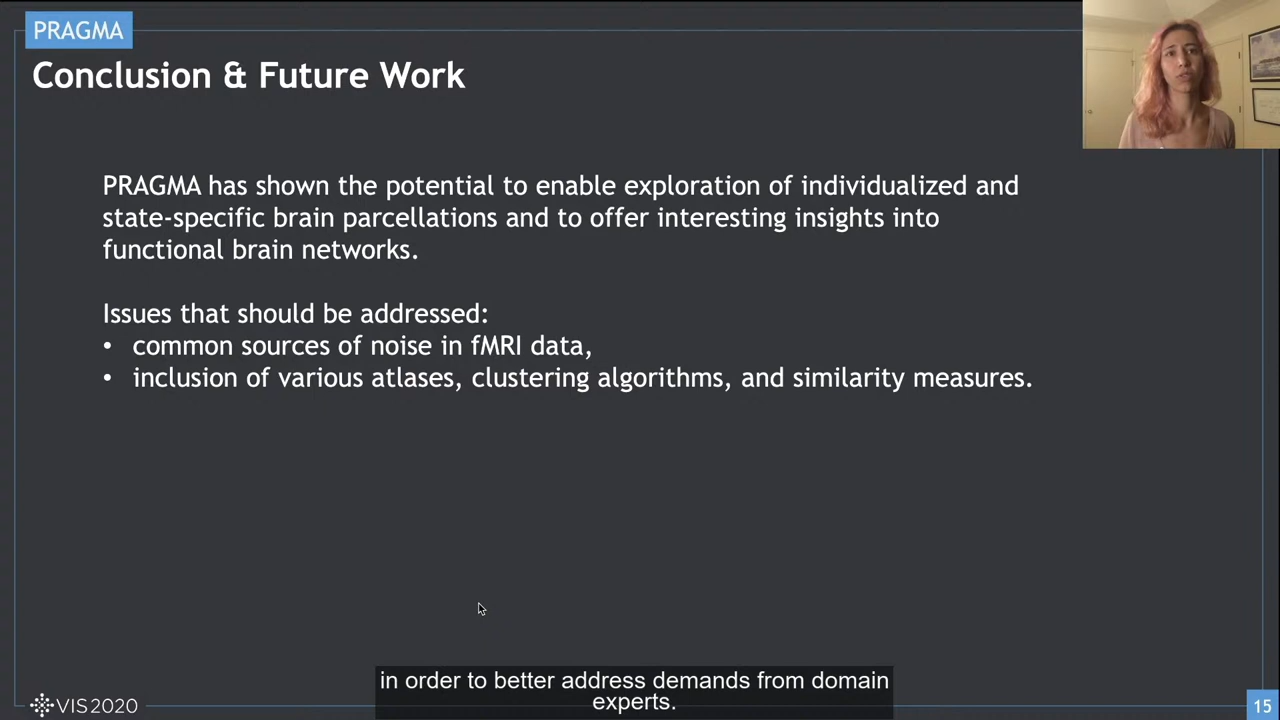 PRAGMA
Conclusion & Future Work
PRAGMA has shown the potential to enable exploration of individualized and
state-specific brain parcellations and to offer interesting insights into
functional brain networks.
Issues that should be addressed:
• common sources of noise in fMRI data,
• inclusion of various atlases, clustering algorithms, and similarity measures.
in order to better address demands from domain
experts.
VIS2020
15